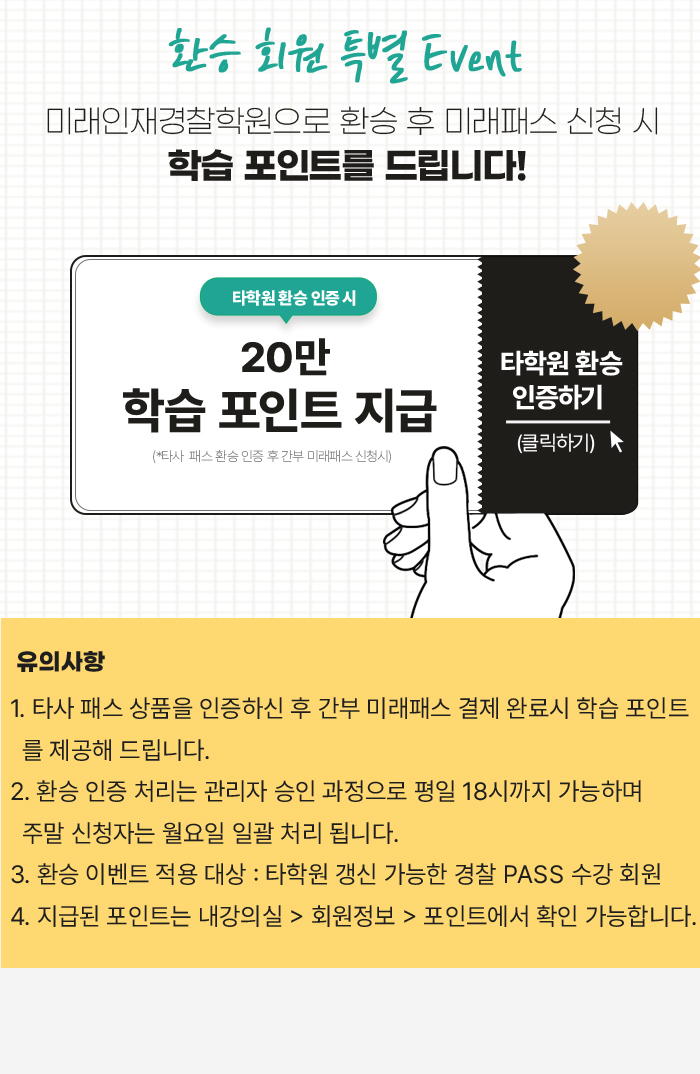 환승 회원 특별 Event
미래인재경찰학원으로 환승 후 미래패스 신청 시
학습 포인트를 드립니다!
타학원 환승 인증 시
20만
학습 포인트 지급
(*타사 패스 환승 인증 후 간부 미래패스 신청시)
타학원 환승
인증하기
(클릭하기)
유의사항
1. 타사 패스 상품을 인증하신 후 간부 미래패스 결제 완료시 학습 포인트
를 제공해 드립니다.
2. 환승 인증 처리는 관리자 승인 과정으로 평일 18시까지 가능하며
주말 신청자는 월요일 일괄 처리 됩니다.
3. 환승 이벤트 적용 대상 : 타학원 갱신 가능한 경찰 PASS 수강 회원
4. 지급된 포인트는 내강의실 > 회원정보 > 포인트에서 확인 가능합니다.